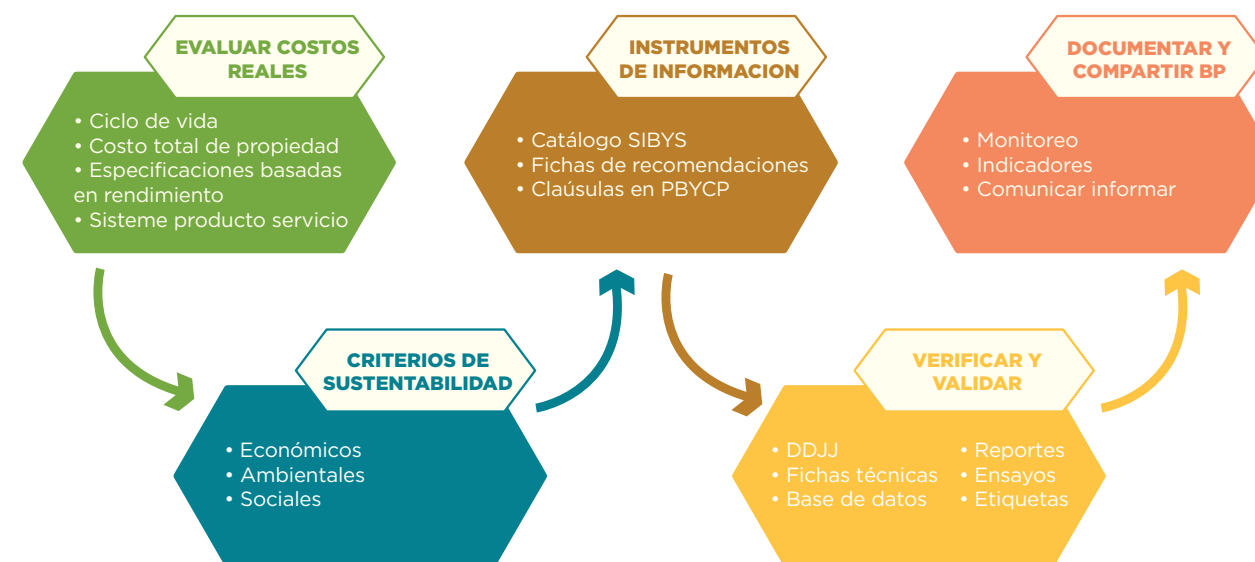 EVALUAR COSTOS
REALES
• Ciclo de vida
• Costo total de propiedad
• Especificaciones basadas
en rendimiento
• Sisteme producto servicio
CRITERIOS DE
SUSTENTABILIDAD
• Económicos
• Ambientales
• Sociales
INSTRUMENTOS
DE INFORMACION
• Catálogo SIBYS
• Fichas de recomendaciones
• Claúsulas en PBYCP
VERIFICAR Y
VALIDAR
• DDJJ
• Fichas técnicas
• Base de datos
• Reportes
• Ensayos
• Etiquetas
DOCUMENTAR Y
COMPARTIR BP
• Monitoreo
• Indicadores
• Comunicar informar